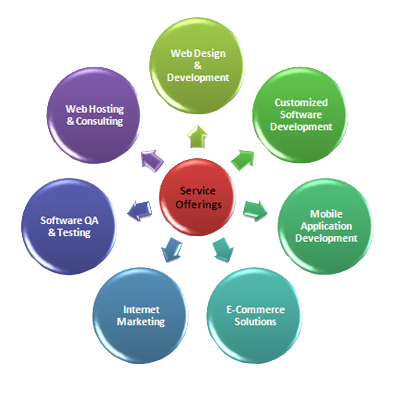 Web Design
&
Development
Customized
Software
Development
Mobile
Application
Development
E-Commerce
Solutions
Internet
Marketing
Software QA
& Testing
Web Hosting
& Consulting
Service
Offerings